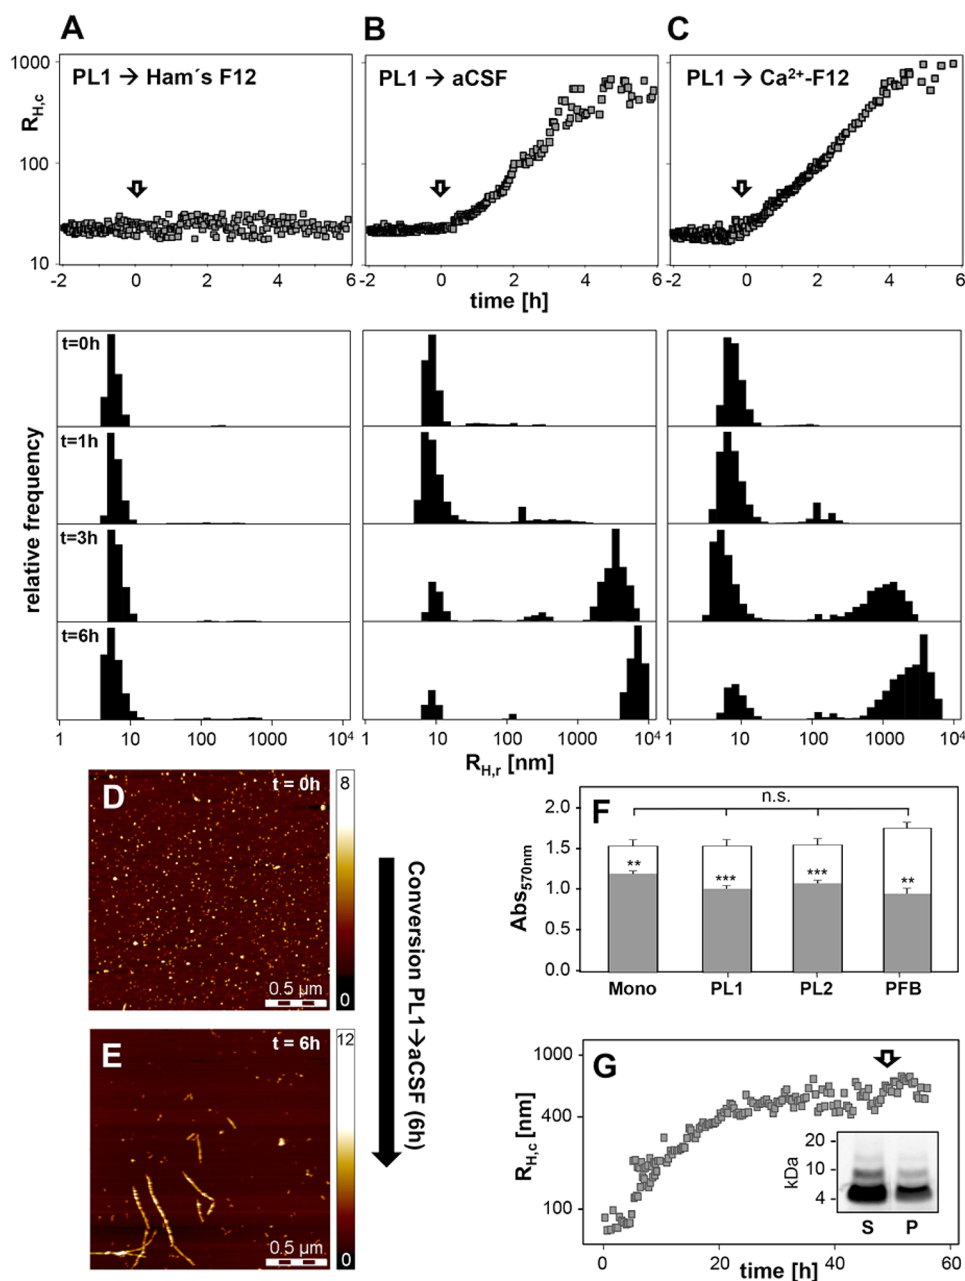 A B C
PL1 → Ham´s F12
PL1 → aCSF
PL1 → Ca²⁺-F12
R_H,c
1000
100
10
-2 0 2 4 6
-2 0 2 4 6
-2 0 2 4 6
time [h]
relative frequency
t=0h
t=1h
t=3h
t=6h
1 10 100 1000 10⁴
1 10 100 1000 10⁴
1 10 100 1000 10⁴
R_H,r [nm]
D
t = 0h
8
0
0.5 µm
E
t = 6h
12
0
0.5 µm
Conversion PL1→aCSF (6h)
F
n.s.
Abs570nm
2.0
1.5
1.0
0.5
0.0
** *** *** **
Mono PL1 PL2 PFB
G
R_H,c [nm]
1000
400
100
0 20 40 60
time [h]
kDa
20
10
4
S P